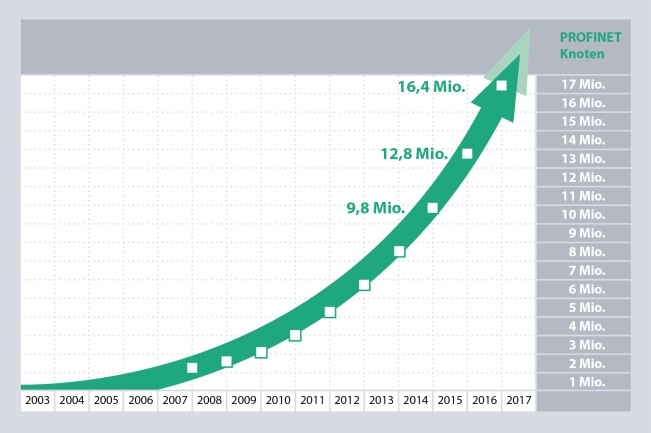 PROFINET
Knoten
16,4 Mio.
12,8 Mio.
9,8 Mio.
17 Mio.
16 Mio.
15 Mio.
14 Mio.
13 Mio.
12 Mio.
11 Mio.
10 Mio.
9 Mio.
8 Mio.
7 Mio.
6 Mio.
5 Mio.
4 Mio.
3 Mio.
2 Mio.
1 Mio.
2003 2004 2005 2006 2007 2008 2009 2010 2011 2012 2013 2014 2015 2016 2017